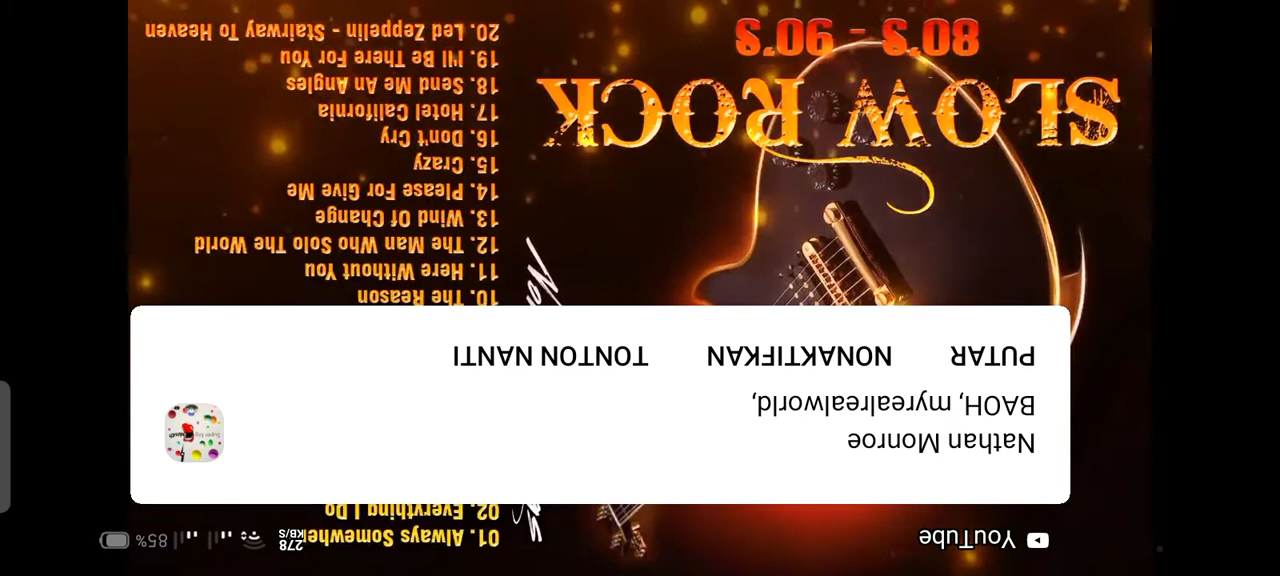 YouTube
278 KB/S
85%
01. Always Somewhe
02. Everything I Do
Nathan Monroe
BAOH, myrealrealworld,
PUTAR
NONAKTIFKAN
TONTON NANTI
10. The Reason
11. Here Without You
12. The Man Who Solo The World
13. Wind Of Change
14. Please For Give Me
15. Crazy
16. Don't Cry
17. Hotel California
18. Send Me An Angles
19. I'll Be There For You
20. Led Zeppelin - Stairway To Heaven
SLOW ROCK
80'S - 90'S